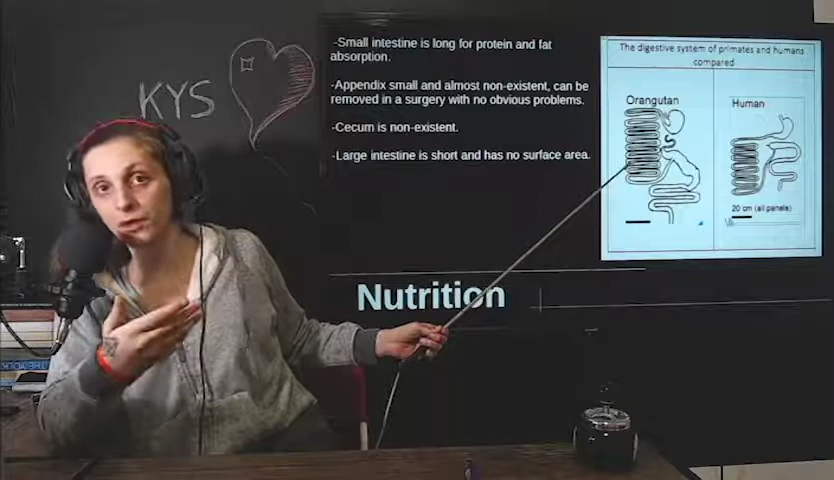 KYS
-Small intestine is long for protein and fat
absorption.
-Appendix small and almost non-existent, can be
removed in a surgery with no obvious problems.
-Cecum is non-existent.
-Large intestine is short and has no surface area.
The digestive system of primates and humans
compared
Orangutan
Human
20 cm (all panels)
Nutrition